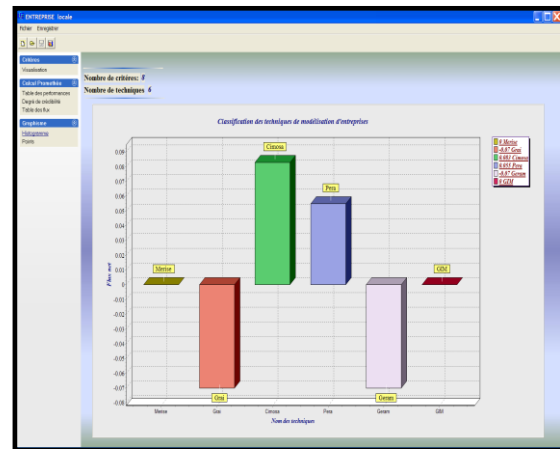 ENTREPRISE locale
Fichier Enregistrer
Critères
Visualisation
Calcul Prométhée
Table des performances
Degré de crédibilité
Table des flux
Graphisme
Histogramme
Points
Nombre de critères: 8
Nombre de techniques 6
Classification des techniques de modélisation d'entreprises
0.09
0.08
0.07
0.06
0.05
0.04
0.03
0.02
0.01
0
-0.01
-0.02
-0.03
-0.04
-0.05
-0.06
-0.07
-0.08
Flux net
Merise
Grai
Cimosa
Pera
Geram
GIM
Merise
Grai
Cimosa
Pera
Geram
GIM
Nom des techniques
0 Merise
-0.07 Grai
0.083 Cimosa
0.055 Pera
-0.07 Geram
0 GIM